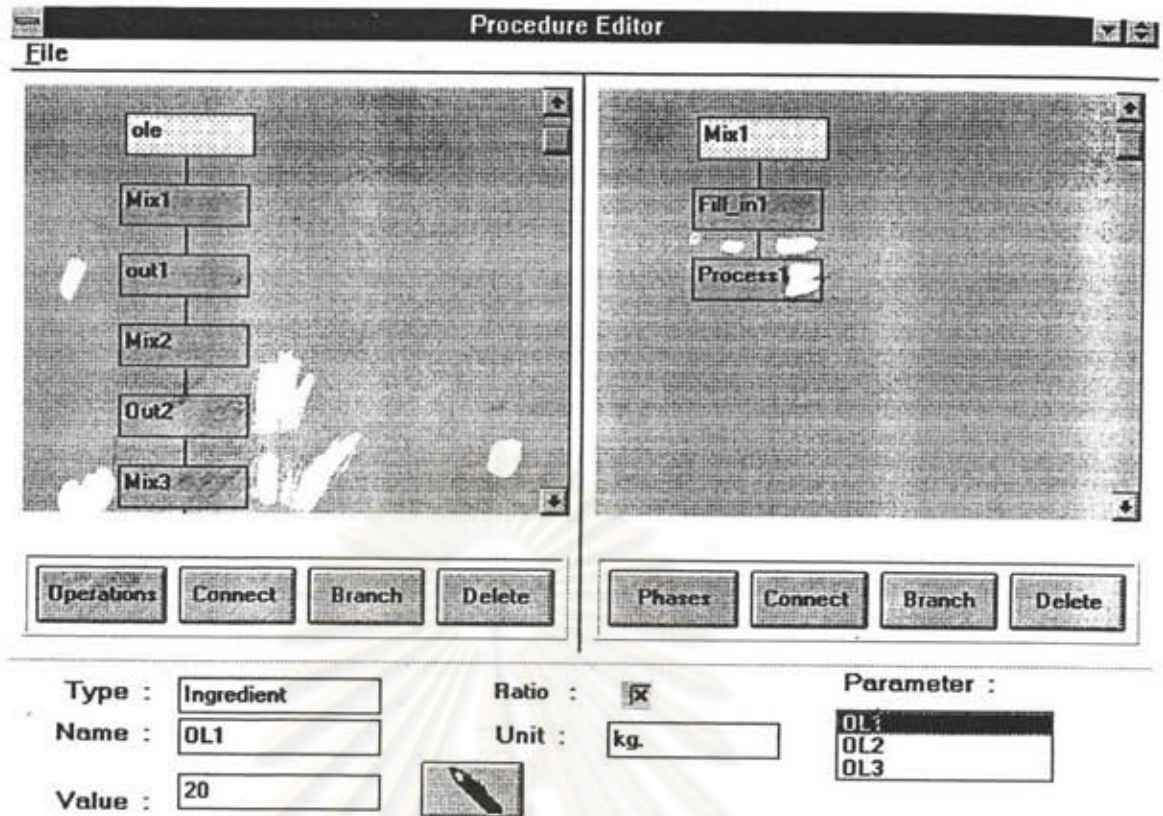 Procedure Editor
File
ole
Mix1
out1
Mix2
Out2
Mix3
Mix1
Fill_in1
Process1
Operations Connect Branch Delete
Phases Connect Branch Delete
Type : Ingredient
Name : OL1
Value : 20
Ratio :
Unit : kg.
Parameter :
OL1
OL2
OL3